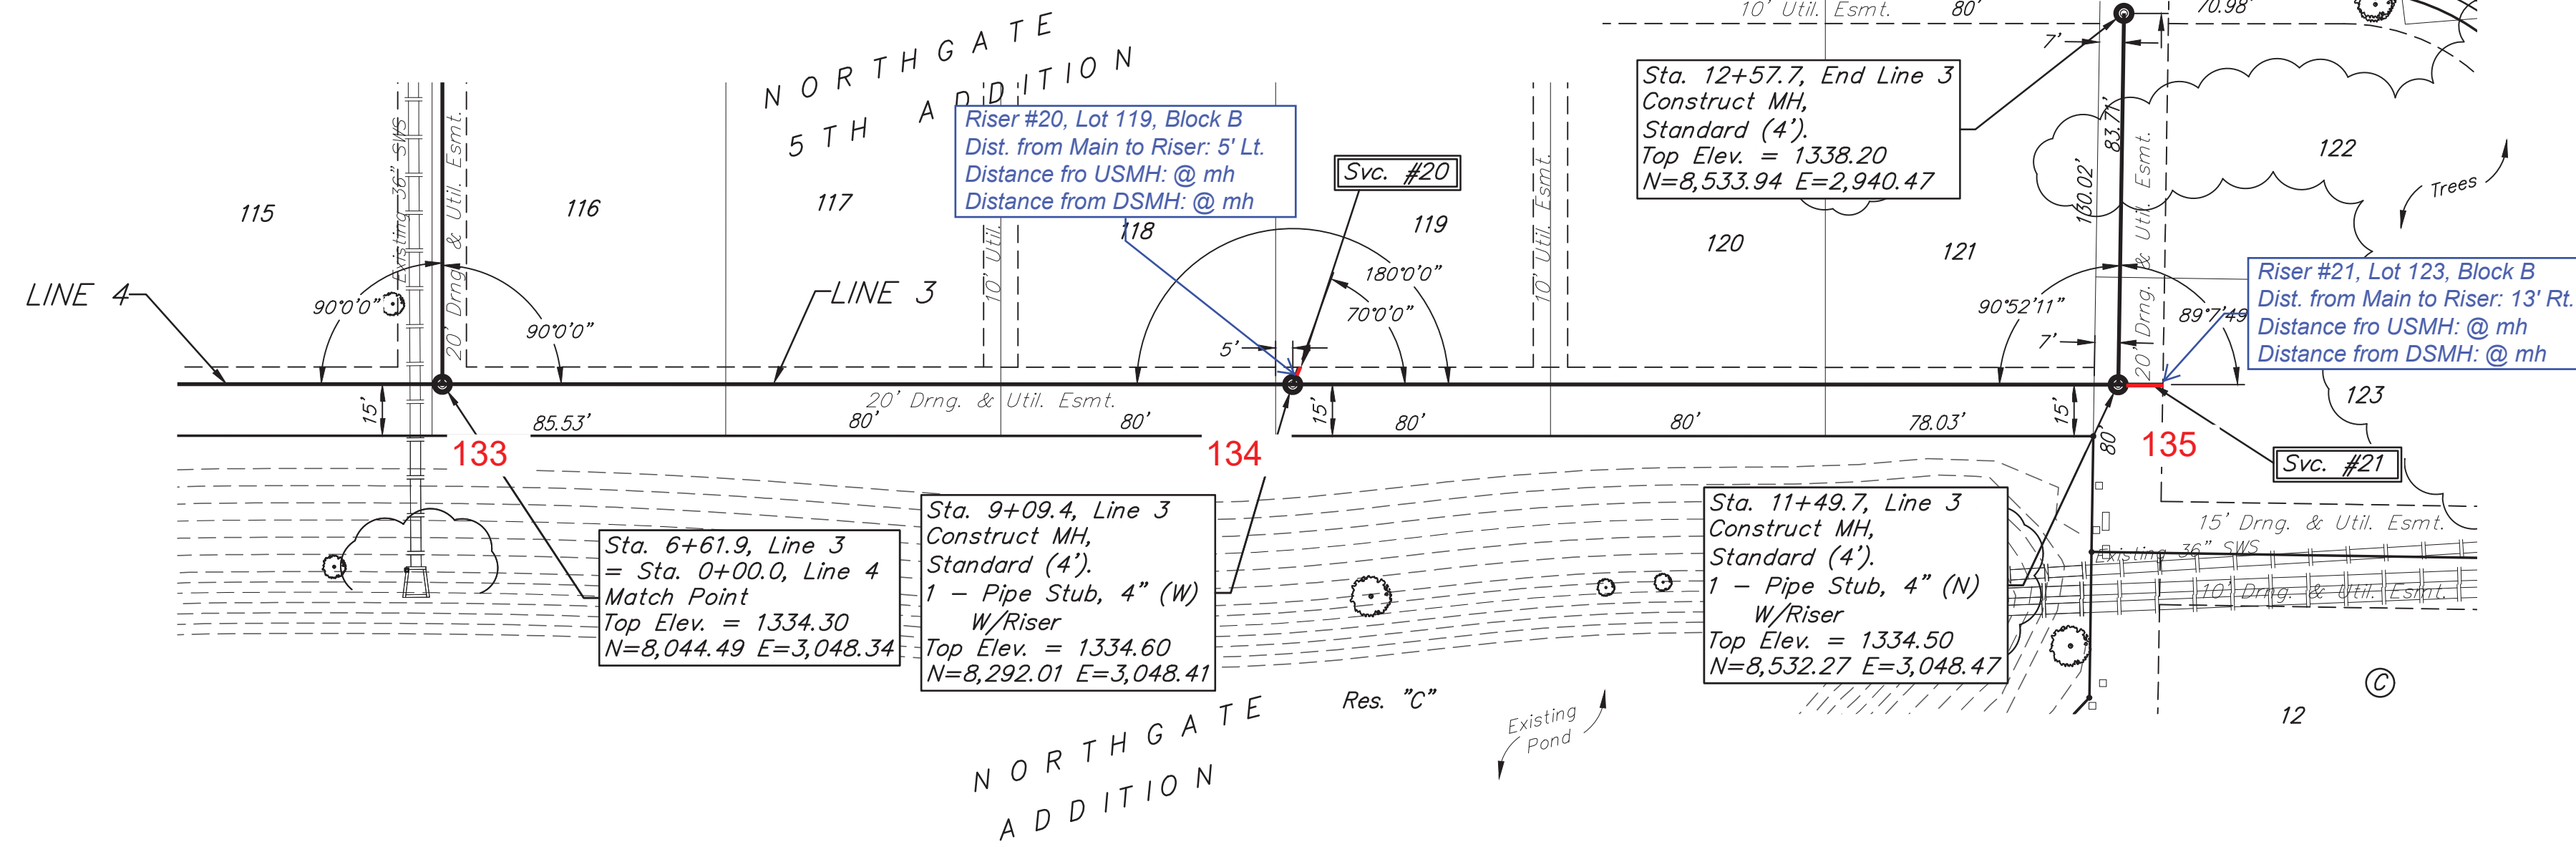 10' Util. Esmt.
80'
70.98'
NORTHGATE
5TH ADDITION
7'
Sta. 12+57.7, End Line 3
Construct MH,
Standard (4').
Top Elev. = 1338.20
N=8,533.94 E=2,940.47
83.71'
130.02'
20' Drng. & Util. Esmt.
122
Trees
Riser #20, Lot 119, Block B
Dist. from Main to Riser: 5' Lt.
Distance fro USMH: @ mh
Distance from DSMH: @ mh
Svc. #20
Existing 36" SWS
20' Drng. & Util. Esmt.
115
116
117
118
119
120
121
10' Util.
10' Util. Esmt.
Riser #21, Lot 123, Block B
Dist. from Main to Riser: 13' Rt.
Distance fro USMH: @ mh
Distance from DSMH: @ mh
LINE 4
90°0'0"
90°0'0"
LINE 3
5'
180°0'0"
70°0'0"
90°52'11"
89°7'49
7'
20' Drng. & Util. Esmt.
15'
85.53'
80'
80'
15'
80'
80'
78.03'
15'
80'
123
133
134
135
Svc. #21
Sta. 6+61.9, Line 3
= Sta. 0+00.0, Line 4
Match Point
Top Elev. = 1334.30
N=8,044.49 E=3,048.34
Sta. 9+09.4, Line 3
Construct MH,
Standard (4').
1 - Pipe Stub, 4" (W)
W/Riser
Top Elev. = 1334.60
N=8,292.01 E=3,048.41
Sta. 11+49.7, Line 3
Construct MH,
Standard (4').
1 - Pipe Stub, 4" (N)
W/Riser
Top Elev. = 1334.50
N=8,532.27 E=3,048.47
15' Drng. & Util. Esmt.
Existing 36" SWS
10' Drng. & Util. Esmt.
Res. "C"
Existing
Pond
C
12
NORTHGATE
ADDITION